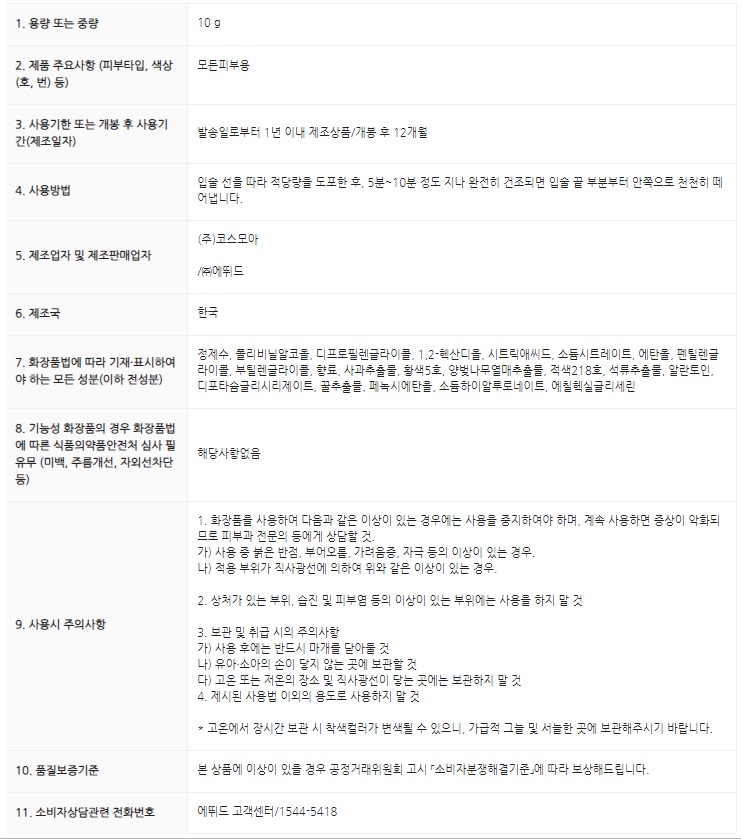 1. 용량 또는 중량
10 g
2. 제품 주요사항 (피부타입, 색상
(호, 번) 등)
모든피부용
3. 사용기한 또는 개봉 후 사용기
간(제조일자)
발송일로부터 1년 이내 제조상품/개봉 후 12개월
4. 사용방법
입술 선을 따라 적당량을 도포한 후, 5분~10분 정도 지나 완전히 건조되면 입술 끝 부분부터 안쪽으로 천천히 떼
어냅니다.
5. 제조업자 및 제조판매업자
(주)코스모아
/㈜에뛰드
6. 제조국
한국
7. 화장품법에 따라 기재·표시하여
야 하는 모든 성분(이하 전성분)
정제수, 폴리비닐알코올, 디프로필렌글라이콜, 1,2-헥산디올, 시트릭애씨드, 소듐시트레이트, 에탄올, 펜틸렌글
라이콜, 부틸렌글라이콜, 향료, 사과추출물, 황색5호, 양벚나무열매추출물, 적색218호, 석류추출물, 알란토인,
디포타슘글리시리제이트, 꿀추출물, 페녹시에탄올, 소듐하이알루로네이트, 에칠헥실글리세린
8. 기능성 화장품의 경우 화장품법
에 따른 식품의약품안전처 심사 필
유무 (미백, 주름개선, 자외선차단
등)
해당사항없음
9. 사용시 주의사항
1. 화장품을 사용하여 다음과 같은 이상이 있는 경우에는 사용을 중지하여야 하며, 계속 사용하면 증상이 악화되
므로 피부과 전문의 등에게 상담할 것.
가) 사용 중 붉은 반점, 부어오름, 가려움증, 자극 등의 이상이 있는 경우.
나) 적용 부위가 직사광선에 의하여 위와 같은 이상이 있는 경우.
2. 상처가 있는 부위, 습진 및 피부염 등의 이상이 있는 부위에는 사용을 하지 말 것
3. 보관 및 취급 시의 주의사항
가) 사용 후에는 반드시 마개를 닫아둘 것
나) 유아·소아의 손이 닿지 않는 곳에 보관할 것
다) 고온 또는 저온의 장소 및 직사광선이 닿는 곳에는 보관하지 말 것
4. 제시된 사용법 이외의 용도로 사용하지 말 것
* 고온에서 장시간 보관 시 착색컬러가 변색될 수 있으니, 가급적 그늘 및 서늘한 곳에 보관해주시기 바랍니다.
10. 품질보증기준
본 상품에 이상이 있을 경우 공정거래위원회 고시 「소비자분쟁해결기준」에 따라 보상해드립니다.
11. 소비자상담관련 전화번호
에뛰드 고객센터/1544-5418